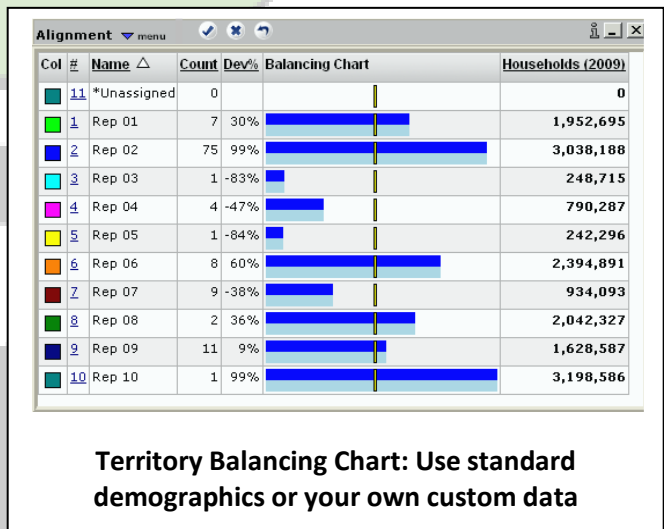 Alignment menu
Col # Name Count Dev% Balancing Chart Households (2009)
11 *Unassigned 0 0
1 Rep 01 7 30% 1,952,695
2 Rep 02 75 99% 3,038,188
3 Rep 03 1 -83% 248,715
4 Rep 04 4 -47% 790,287
5 Rep 05 1 -84% 242,296
6 Rep 06 8 60% 2,394,891
7 Rep 07 9 -38% 934,093
8 Rep 08 2 36% 2,042,327
9 Rep 09 11 9% 1,628,587
10 Rep 10 1 99% 3,198,586
Territory Balancing Chart: Use standard
demographics or your own custom data